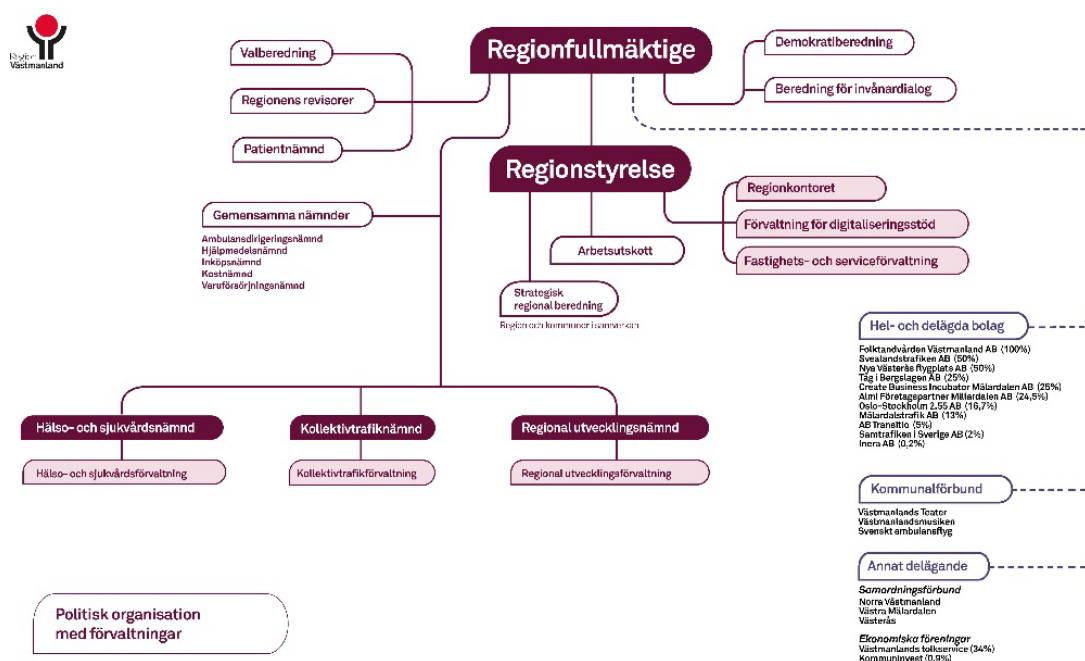 Region
Västmanland
Regionfullmäktige
Valberedning
Regionens revisorer
Patientnämnd
Demokratiberedning
Beredning för invånardialog
Regionstyrelse
Regionkontoret
Förvaltning för digitaliseringsstöd
Fastighets- och serviceförvaltning
Arbetsutskott
Strategisk
regional beredning
Region och kommuner i samverkan
Gemensamma nämnder
Ambulansdirigeringsnämnd
Hjälpmedelsnämnd
Inköpsnämnd
Kostnämnd
Varuförsörjningsnämnd
Hälso- och sjukvårdsnämnd
Hälso- och sjukvårdsförvaltning
Kollektivtrafiknämnd
Kollektivtrafikförvaltning
Regional utvecklingsnämnd
Regional utvecklingsförvaltning
Hel- och delägda bolag
Folktandvården Västmanland AB (100%)
Svealandstrafiken AB (50%)
Nya Västerås flygplats AB (50%)
Tåg i Bergslagen AB (25%)
Create Business Incubator Mälardalen AB (25%)
Almi Företagspartner Mälardalen AB (24,5%)
Oslo-Stockholm 2.55 AB (16,7%)
Mälardalstrafik AB (13%)
AB Transitio (5%)
Samtrafiken i Sverige AB (2%)
Inera AB (0,2%)
Kommunalförbund
Västmanlands Teater
Västmanlandsmusiken
Svenskt ambulansflyg
Annat delägande
Samordningsförbund
Norra Västmanland
Västra Mälardalen
Västerås
Ekonomiska föreningar
Västmanlands tolkservice (34%)
Kommuninvest (0,9%)
Politisk organisation
med förvaltningar